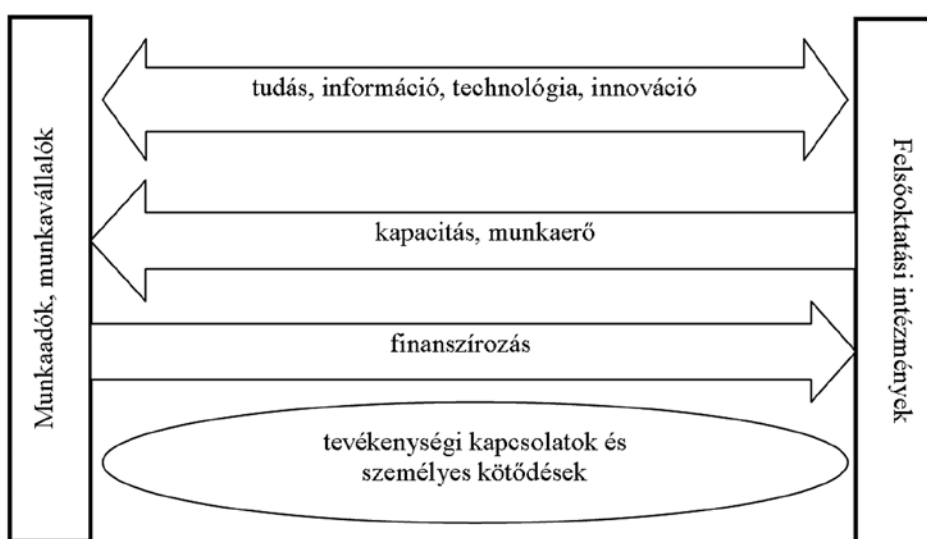 Munkaadók, munkavállalók
tudás, információ, technológia, innováció
kapacitás, munkaerő
finanszírozás
tevékenységi kapcsolatok és
személyes kötődések
Felsőoktatási intézmények